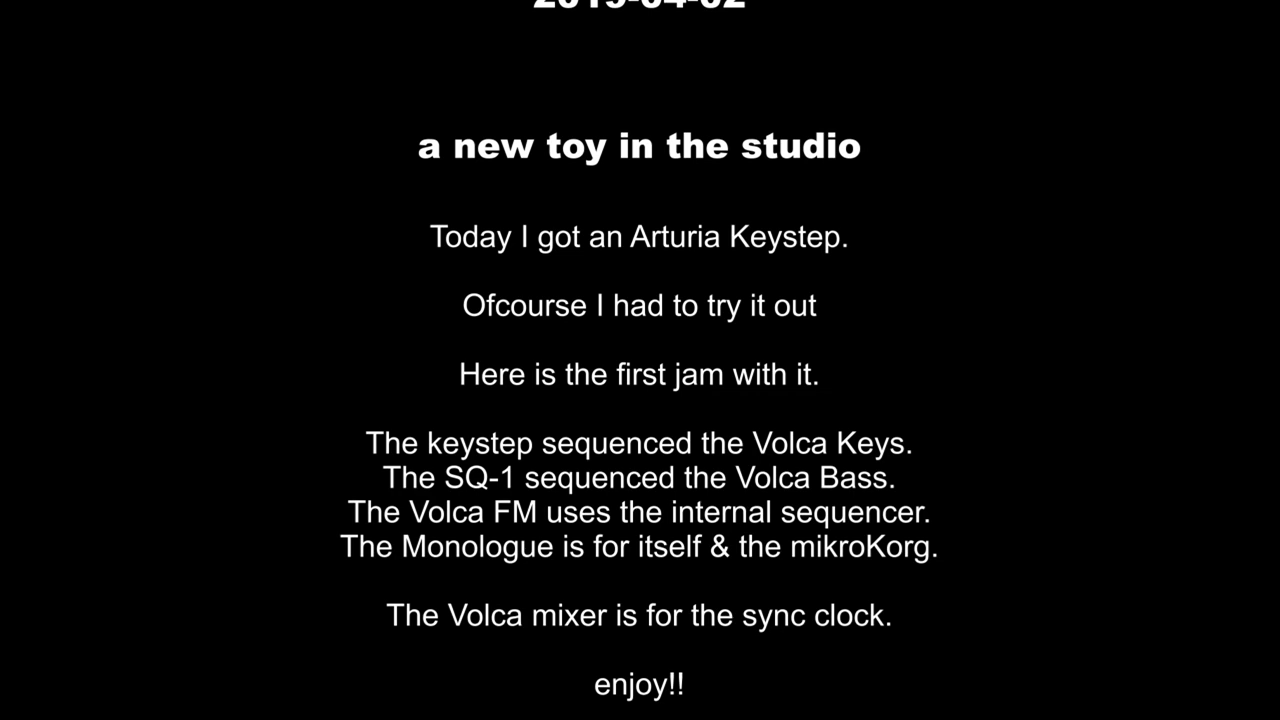 2019-04-02
a new toy in the studio
Today I got an Arturia Keystep.
Ofcourse I had to try it out
Here is the first jam with it.
The keystep sequenced the Volca Keys.
The SQ-1 sequenced the Volca Bass.
The Volca FM uses the internal sequencer.
The Monologue is for itself & the mikroKorg.
The Volca mixer is for the sync clock.
enjoy!!